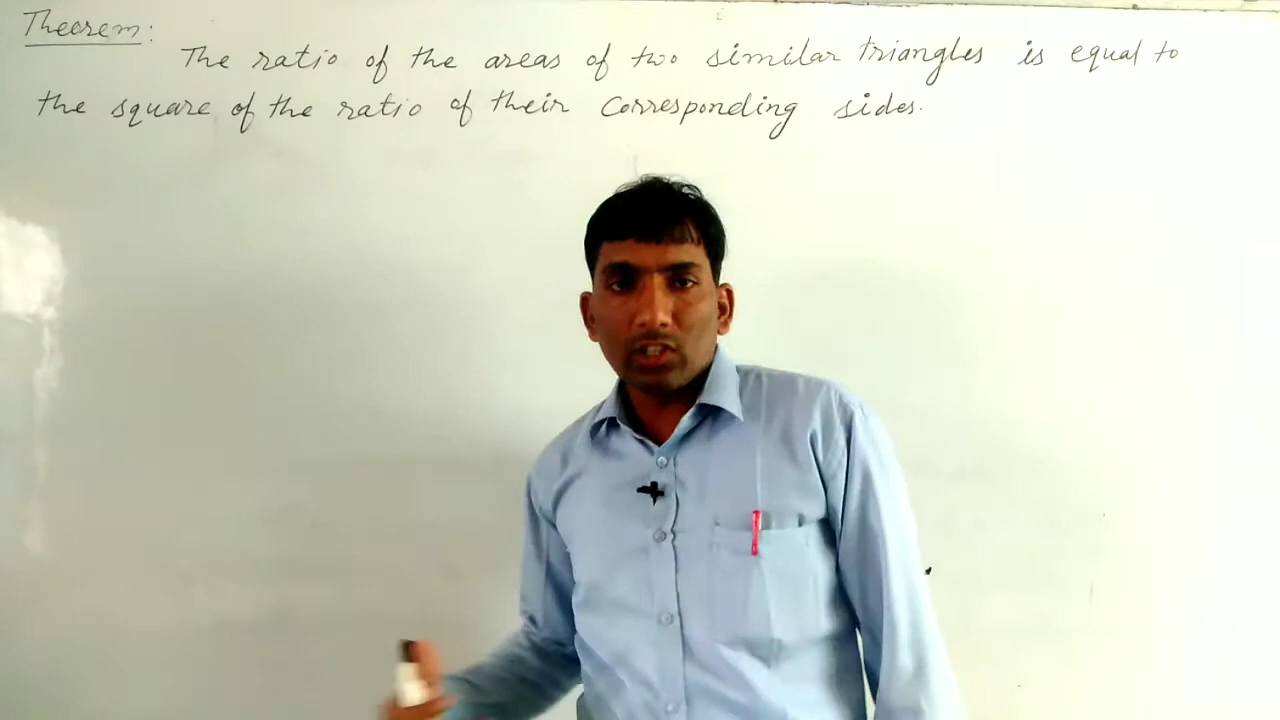 Theorem:
The ratio of the areas of two similar triangles is equal to
the square of the ratio of their corresponding sides.